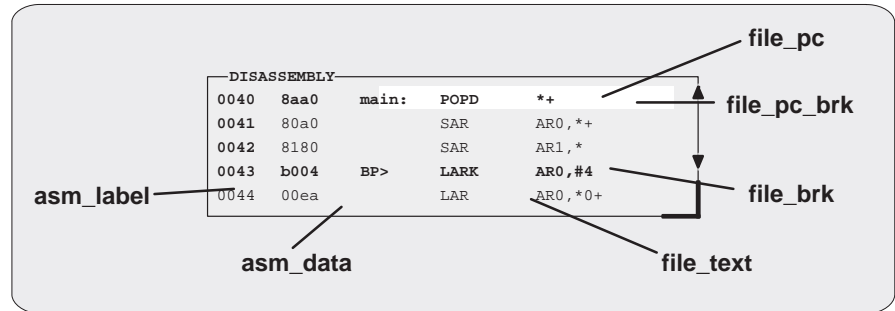 file_pc
DISASSEMBLY
0040 8aa0 main: POPD *+
file_pc_brk
0041 80a0 SAR AR0,*+
0042 8180 SAR AR1,*
0043 b004 BP> LARK AR0,#4
asm_label
file_brk
0044 00ea LAR AR0,*0+
asm_data
file_text